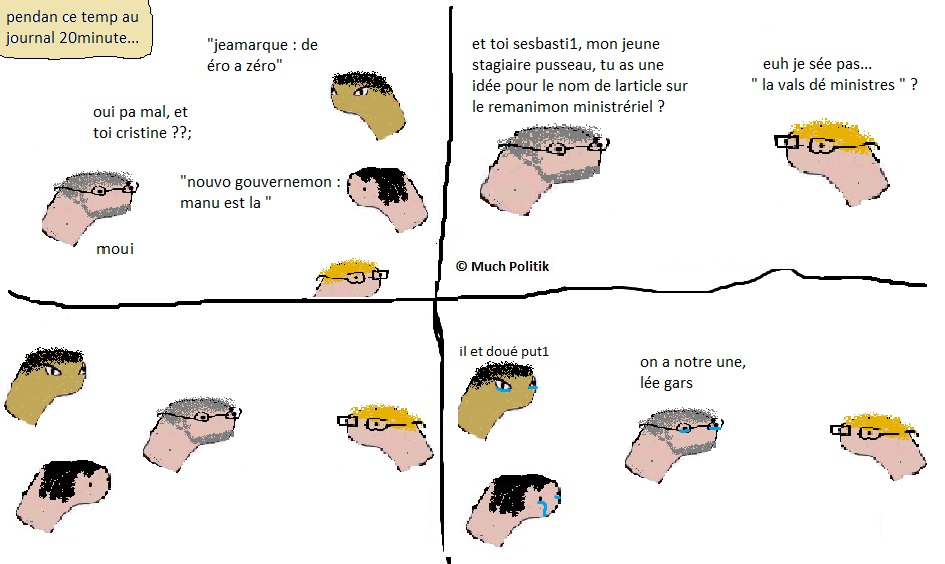 pendan ce temp au
journal 20minute...
"jeamarque : de
éro a zéro"
oui pa mal, et
toi cristine ??;
"nouvo gouvernemon :
manu est la "
moui
et toi sesbasti1, mon jeune
stagiaire pusseau, tu as une
idée pour le nom de larticle sur
le remanimon ministrériel ?
euh je sée pas...
" la vals dé ministres " ?
© Much Politik
il et doué put1
on a notre une,
lée gars